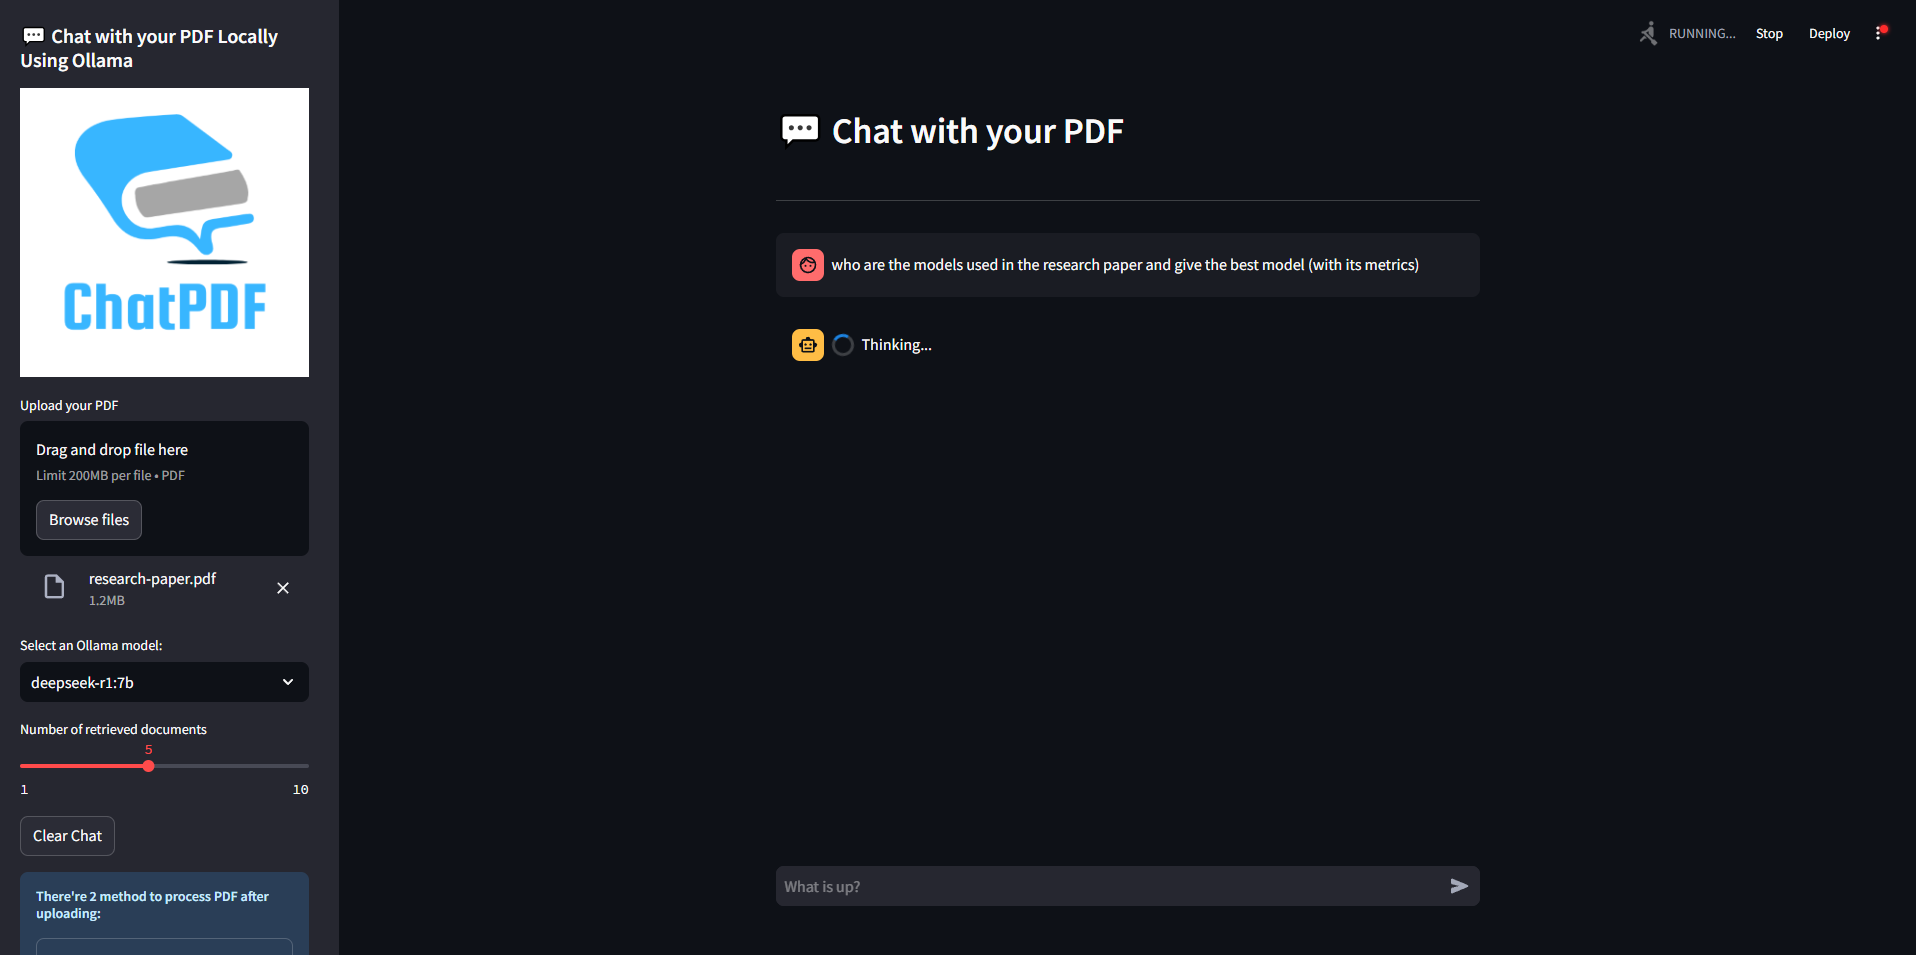 Chat with your PDF Locally
Using Ollama
ChatPDF
Upload your PDF
Drag and drop file here
Limit 200MB per file • PDF
Browse files
research-paper.pdf
1.2MB
Select an Ollama model:
deepseek-r1:7b
Number of retrieved documents
5
1 10
Clear Chat
There're 2 method to process PDF after
uploading:
RUNNING... Stop Deploy
Chat with your PDF
who are the models used in the research paper and give the best model (with its metrics)
Thinking...
What is up?